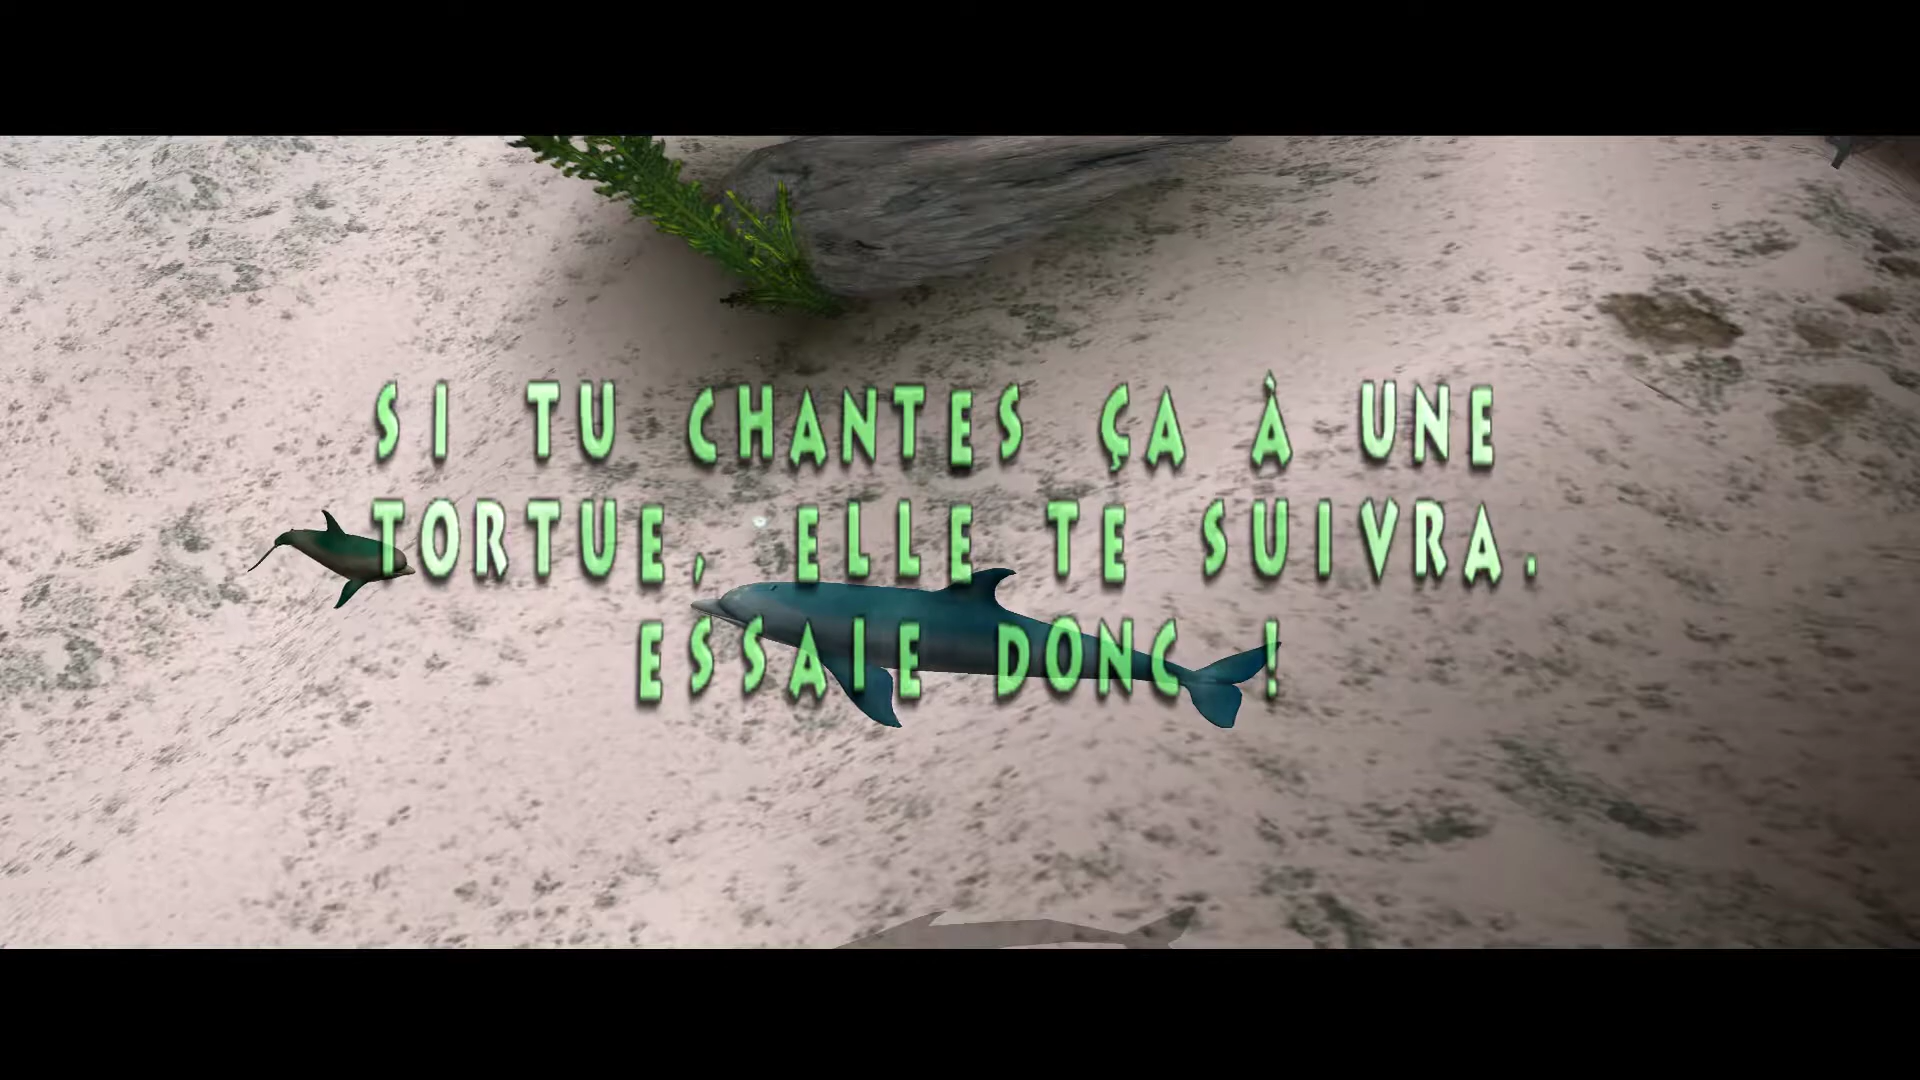 SI TU CHANTES ÇA À UNE
TORTUE, ELLE TE SUIVRA.
ESSAIE DONC !